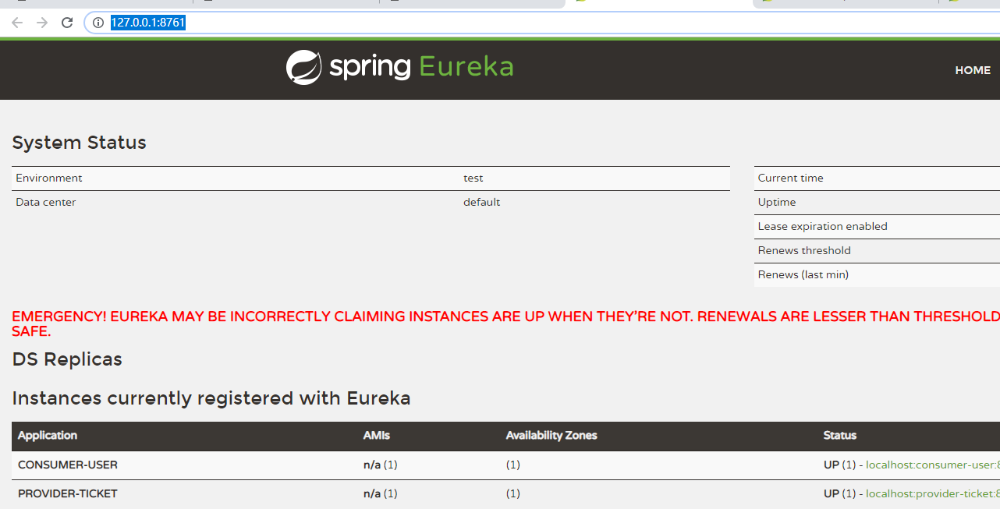 127.0.0.1:8761
spring Eureka
HOME
System Status
Environment test
Data center default
Current time
Uptime
Lease expiration enabled
Renews threshold
Renews (last min)
EMERGENCY! EUREKA MAY BE INCORRECTLY CLAIMING INSTANCES ARE UP WHEN THEY'RE NOT. RENEWALS ARE LESSER THAN THRESHOLD
SAFE.
DS Replicas
Instances currently registered with Eureka
Application AMIs Availability Zones Status
CONSUMER-USER n/a (1) (1) UP (1) - localhost:consumer-user:8
PROVIDER-TICKET n/a (1) (1) UP (1) - localhost:provider-ticket:8